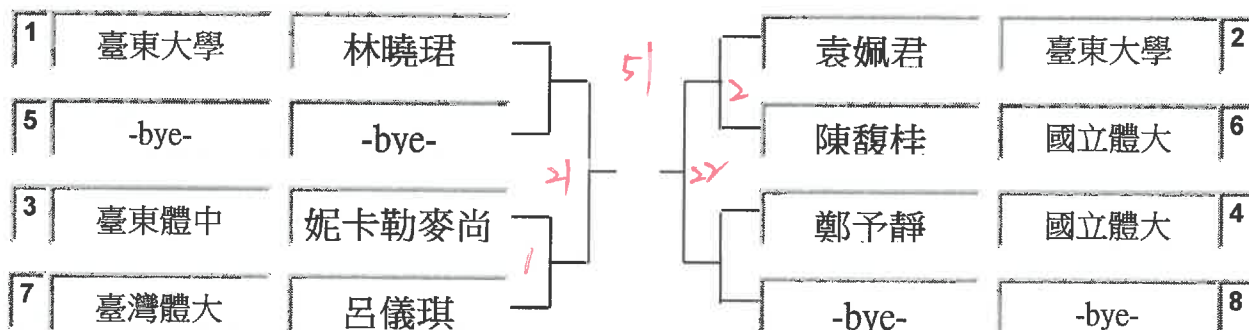 1 臺東大學 林曉珺 51 袁姵君 臺東大學 2
5 -bye- -bye- 2 陳馥桂 國立體大 6
21 22
3 臺東體中 妮卡勒麥尚 鄭予靜 國立體大 4
1
7 臺灣體大 呂儀琪 -bye- -bye- 8